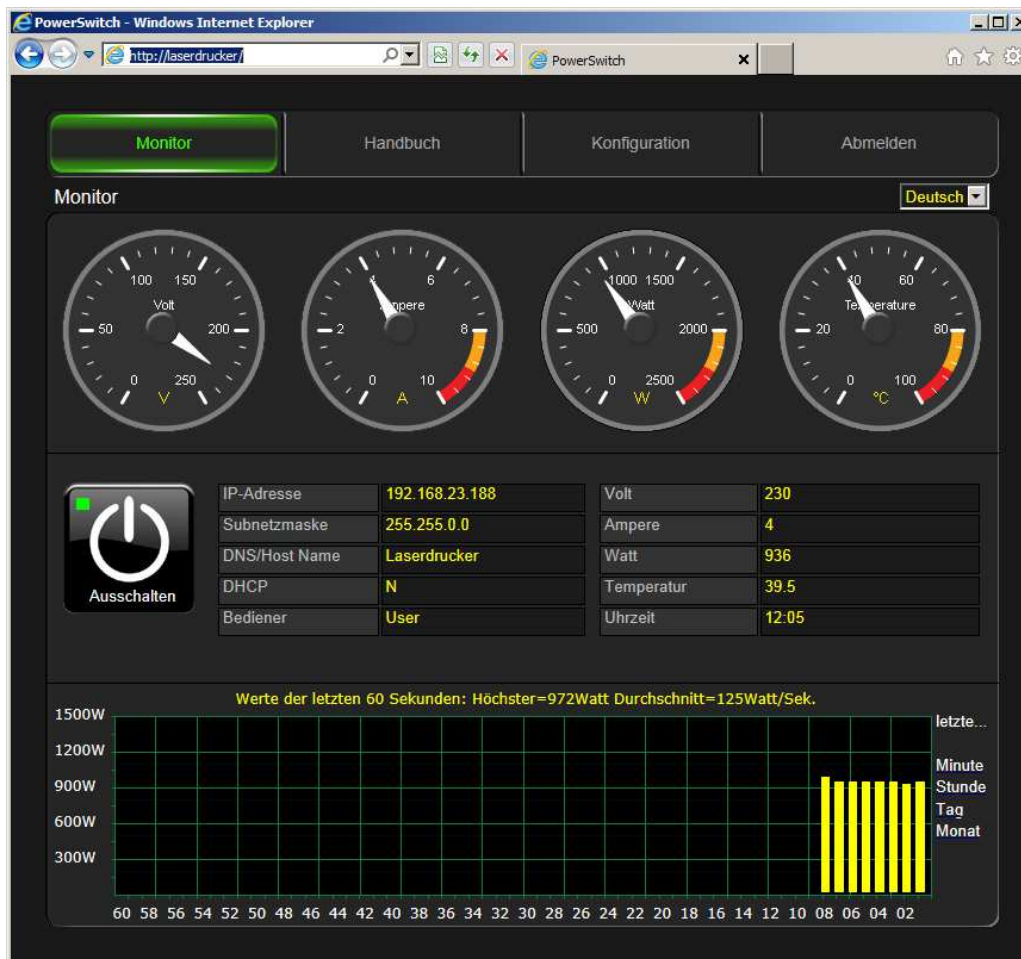 PowerSwitch - Windows Internet Explorer
http://laserdrucker/
PowerSwitch
Monitor Handbuch Konfiguration Abmelden
Monitor Deutsch
100 150 6 1000 1500 40 60
Volt Ampere Watt Temperature
50 200 2 8 500 2000 20 80
0 250 0 10 0 2500 0 100
V A W °C
IP-Adresse 192.168.23.188 Volt 230
Subnetzmaske 255.255.0.0 Ampere 4
DNS/Host Name Laserdrucker Watt 936
DHCP N Temperatur 39.5
Ausschalten
Bediener User Uhrzeit 12:05
Werte der letzten 60 Sekunden: Höchster=972Watt Durchschnitt=125Watt/Sek.
1500W letzte...
1200W
Minute
900W Stunde
Tag
600W
Monat
300W
60 58 56 54 52 50 48 46 44 42 40 38 36 34 32 30 28 26 24 22 20 18 16 14 12 10 08 06 04 02